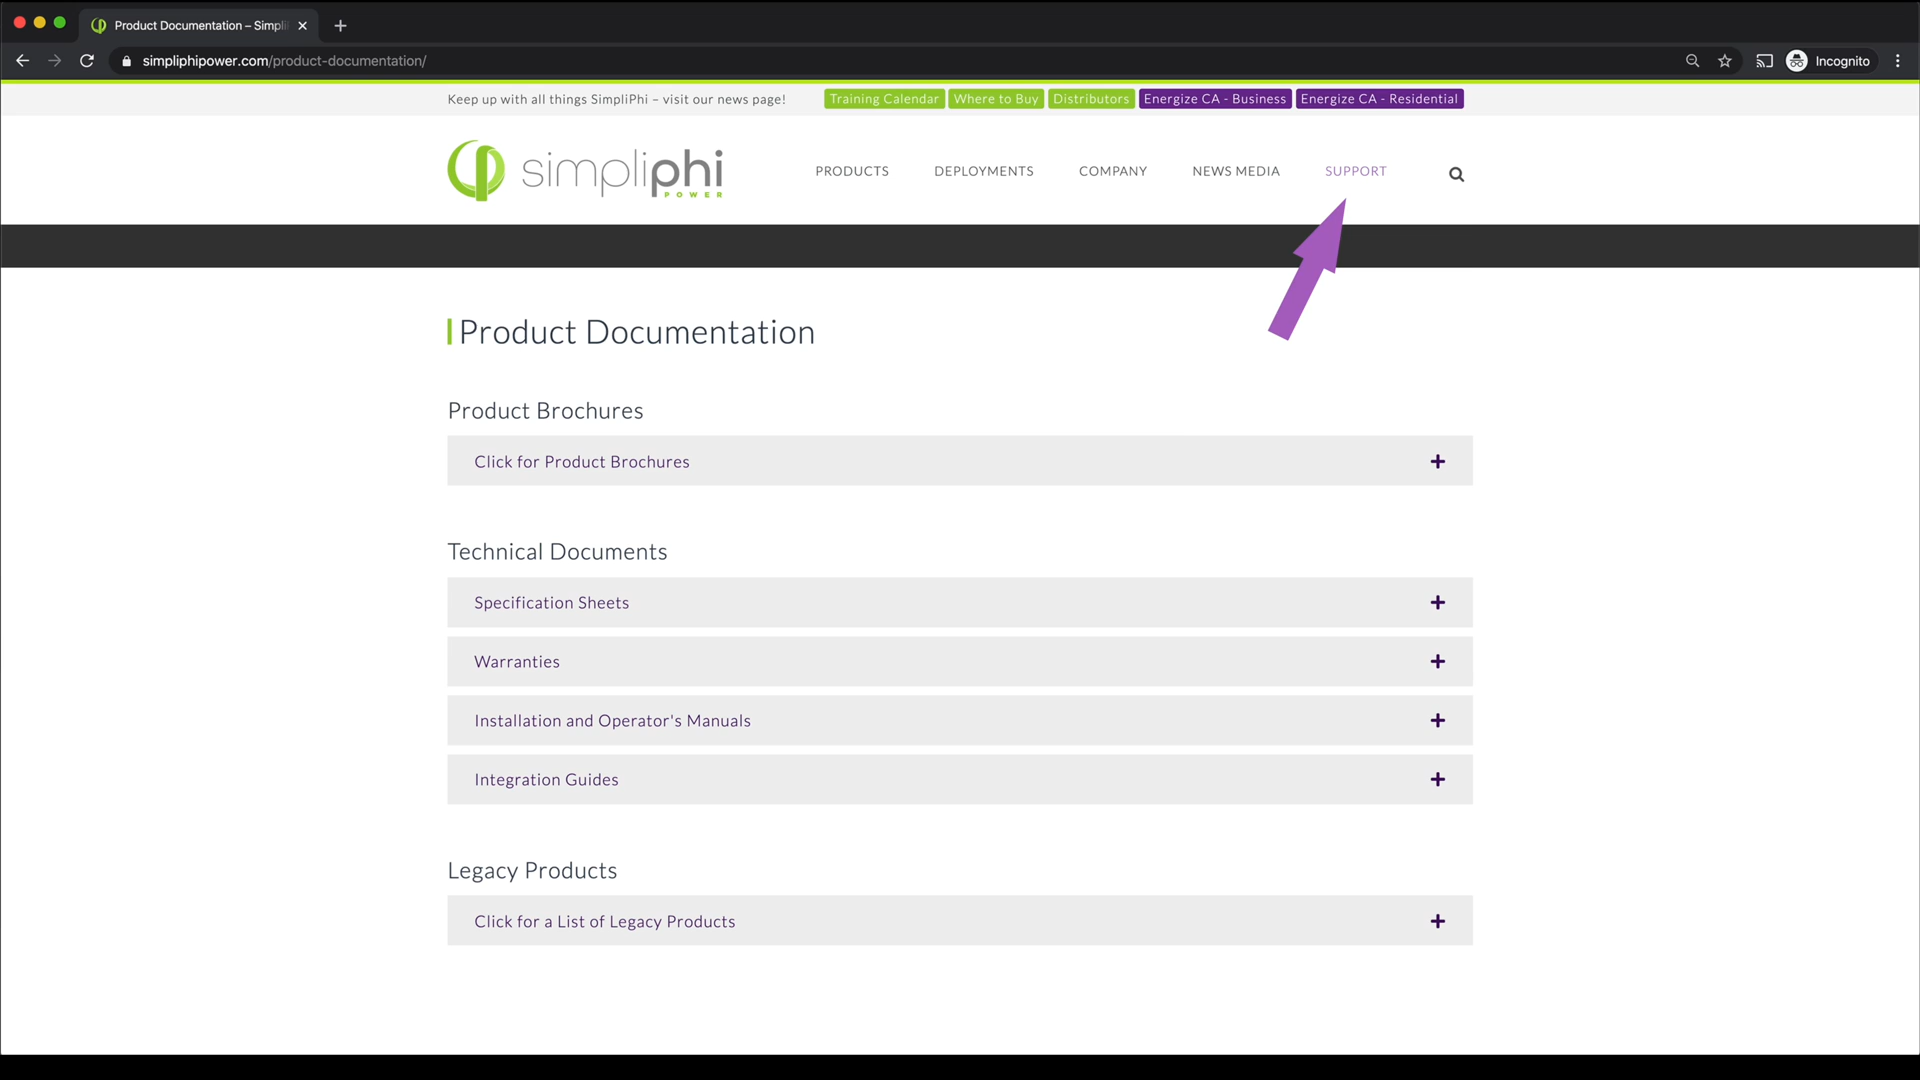 Product Documentation – Simpli
simpliphipower.com/product-documentation/
Incognito
Keep up with all things SimpliPhi – visit our news page!
Training Calendar
Where to Buy
Distributors
Energize CA - Business
Energize CA - Residential
simpliphi
POWER
PRODUCTS
DEPLOYMENTS
COMPANY
NEWS MEDIA
SUPPORT
Product Documentation
Product Brochures
Click for Product Brochures
Technical Documents
Specification Sheets
Warranties
Installation and Operator's Manuals
Integration Guides
Legacy Products
Click for a List of Legacy Products